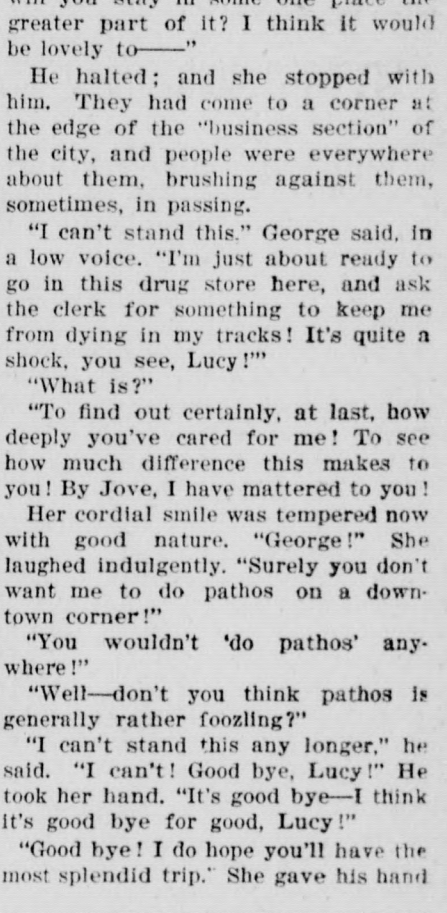 will you stay in some one place the
greater part of it? I think it would
be lovely to——"
He halted; and she stopped with
him. They had come to a corner at
the edge of the "business section" of
the city, and people were everywhere
about them, brushing against them,
sometimes, in passing.
"I can't stand this." George said, in
a low voice. "I'm just about ready to
go in this drug store here, and ask
the clerk for something to keep me
from dying in my tracks! It's quite a
shock, you see, Lucy!'"
"What is?"
"To find out certainly, at last, how
deeply you've cared for me! To see
how much difference this makes to
you! By Jove, I have mattered to you!
Her cordial smile was tempered now
with good nature. "George!" She
laughed indulgently. "Surely you don't
want me to do pathos on a down-
town corner!"
"You wouldn't 'do pathos' any-
where!"
"Well—don't you think pathos is
generally rather foozling?"
"I can't stand this any longer," he
said. "I can't! Good bye, Lucy!" He
took her hand. "It's good bye—I think
it's good bye for good, Lucy!"
"Good bye! I do hope you'll have the
most splendid trip." She gave his hand